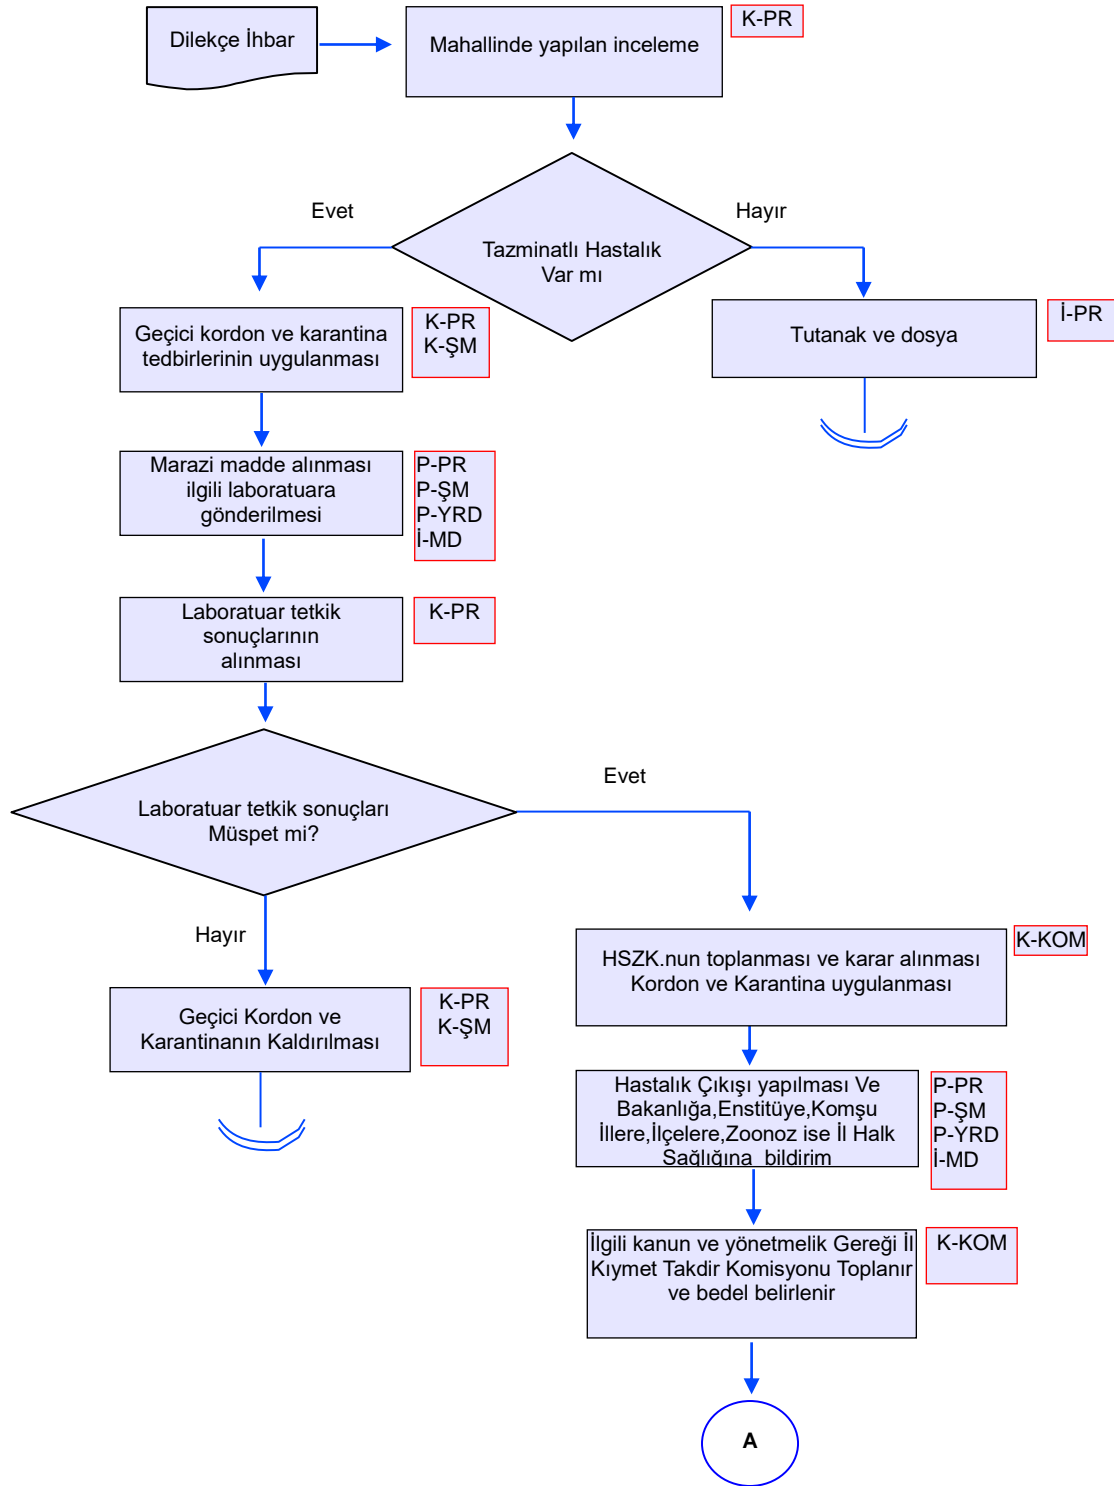 Dilekçe İhbar
Mahallinde yapılan inceleme
K-PR
Evet
Hayır
Tazminatlı Hastalık
Var mı
Geçici kordon ve karantina
tedbirlerinin uygulanması
K-PR
K-ŞM
Tutanak ve dosya
İ-PR
Marazi madde alınması
ilgili laboratuara
gönderilmesi
P-PR
P-ŞM
P-YRD
İ-MD
Laboratuar tetkik
sonuçlarının
alınması
K-PR
Laboratuar tetkik sonuçları
Müspet mi?
Evet
Hayır
HSZK.nun toplanması ve karar alınması
Kordon ve Karantina uygulanması
K-KOM
Geçici Kordon ve
Karantinanın Kaldırılması
K-PR
K-ŞM
Hastalık Çıkışı yapılması Ve
Bakanlığa,Enstitüye,Komşu
İllere,İlçelere,Zoonoz ise İl Halk
Sağlığına bildirim
P-PR
P-ŞM
P-YRD
İ-MD
İlgili kanun ve yönetmelik Gereği İl
Kıymet Takdir Komisyonu Toplanır
ve bedel belirlenir
K-KOM
A